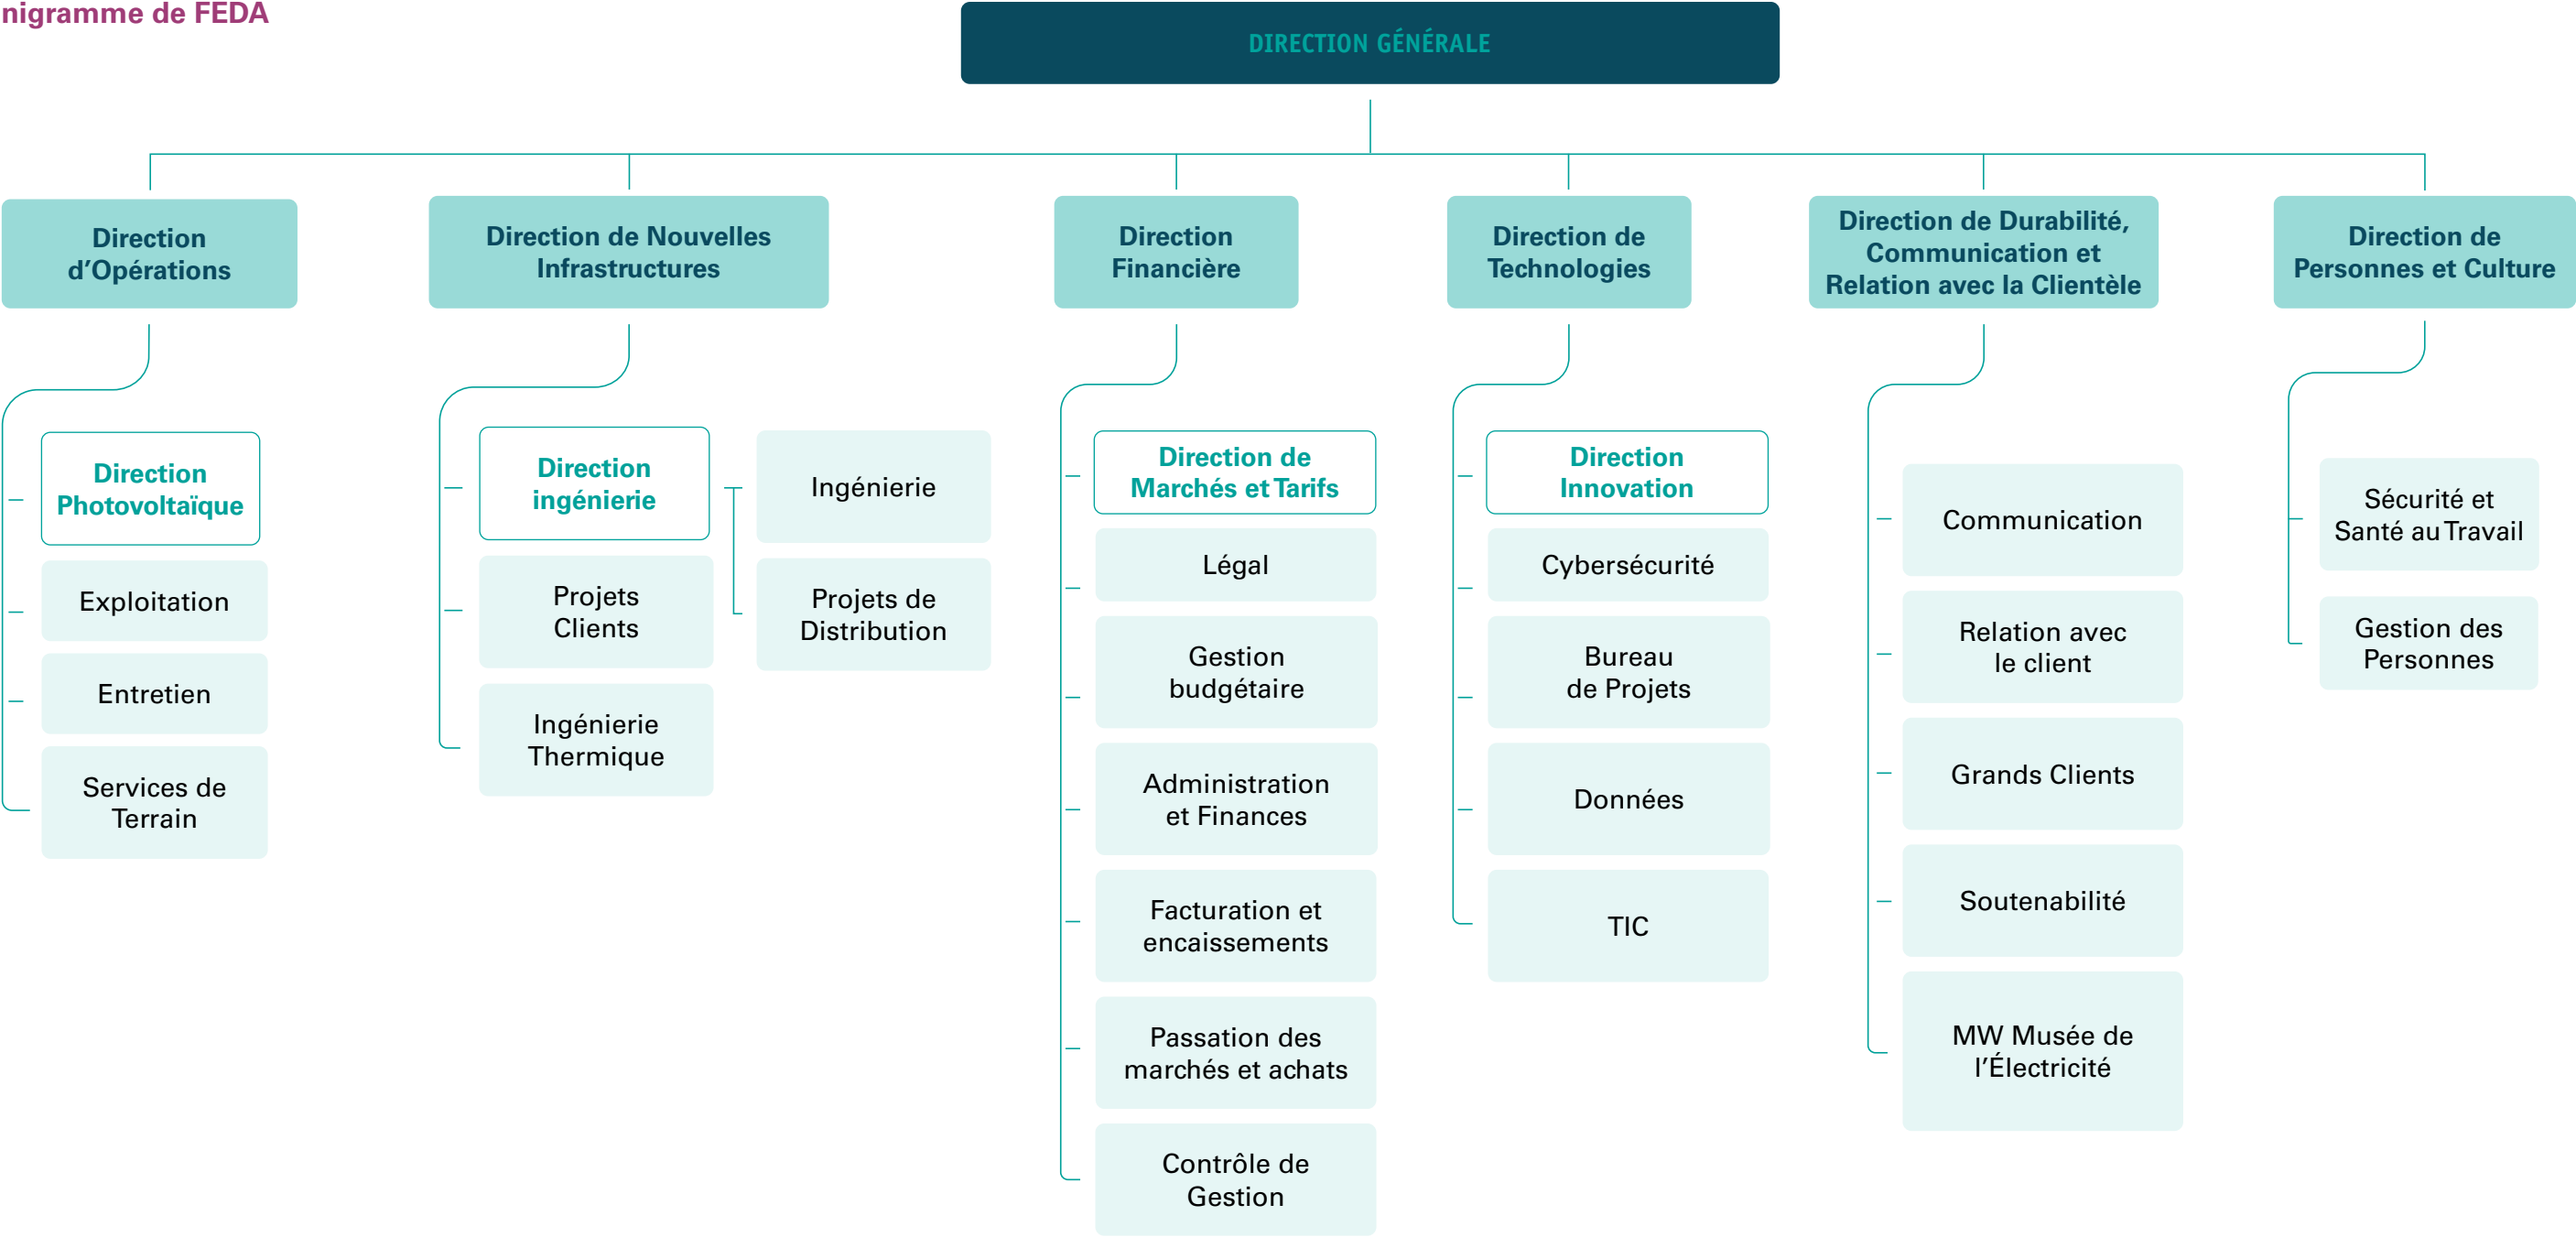 nigramme de FEDA
DIRECTION GÉNÉRALE
Direction
d’Opérations
Direction de Nouvelles
Infrastructures
Direction
Financière
Direction de
Technologies
Direction de Durabilité,
Communication et
Relation avec la Clientèle
Direction de
Personnes et Culture
Direction
Photovoltaïque
Exploitation
Entretien
Services de
Terrain
Direction
ingénierie
Projets
Clients
Ingénierie
Thermique
Ingénierie
Projets de
Distribution
Direction de
Marchés et Tarifs
Légal
Gestion
budgétaire
Administration
et Finances
Facturation et
encaissements
Passation des
marchés et achats
Contrôle de
Gestion
Direction
Innovation
Cybersécurité
Bureau
de Projets
Données
TIC
Communication
Relation avec
le client
Grands Clients
Soutenabilité
MW Musée de
l’Électricité
Sécurité et
Santé au Travail
Gestion des
Personnes